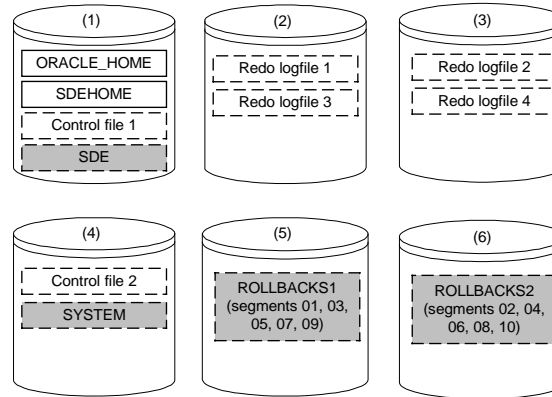 (1)
ORACLE_HOME
SDEHOME
Control file 1
SDE
(2)
Redo logfile 1
Redo logfile 3
(3)
Redo logfile 2
Redo logfile 4
(4)
Control file 2
SYSTEM
(5)
ROLLBACKS1
(segments 01, 03,
05, 07, 09)
(6)
ROLLBACKS2
(segments 02, 04,
06, 08, 10)